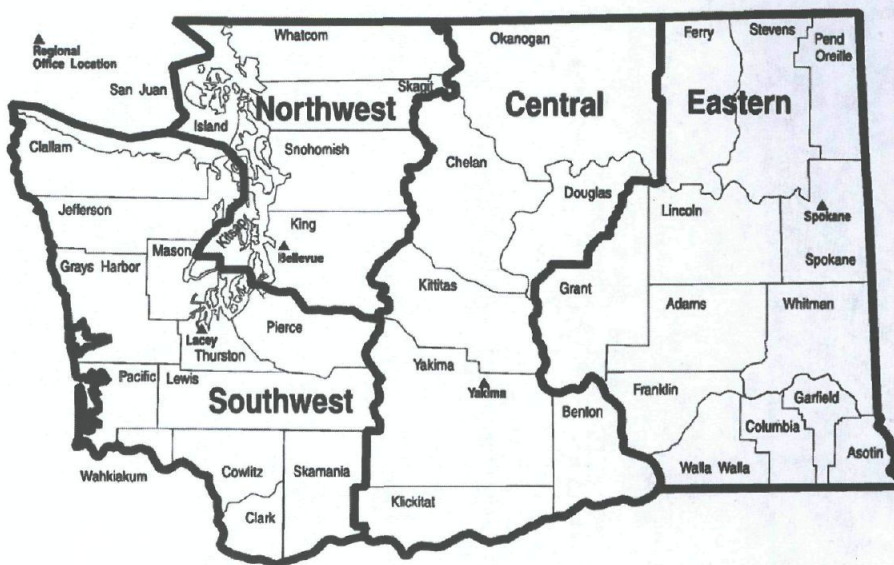 Regional
Office Location
San Juan
Whatcom
Skagit
Northwest
Island
Snohomish
Clallam
Jefferson
King
Kitsap
Bellevue
Mason
Grays Harbor
Pierce
Lacey
Thurston
Pacific
Lewis
Southwest
Wahkiakum
Cowlitz
Skamania
Clark
Okanogan
Central
Chelan
Douglas
Kittitas
Yakima
Yakima
Benton
Klickitat
Ferry
Stevens
Pend
Oreille
Eastern
Lincoln
Spokane
Spokane
Grant
Adams
Whitman
Franklin
Garfield
Columbia
Walla Walla
Asotin